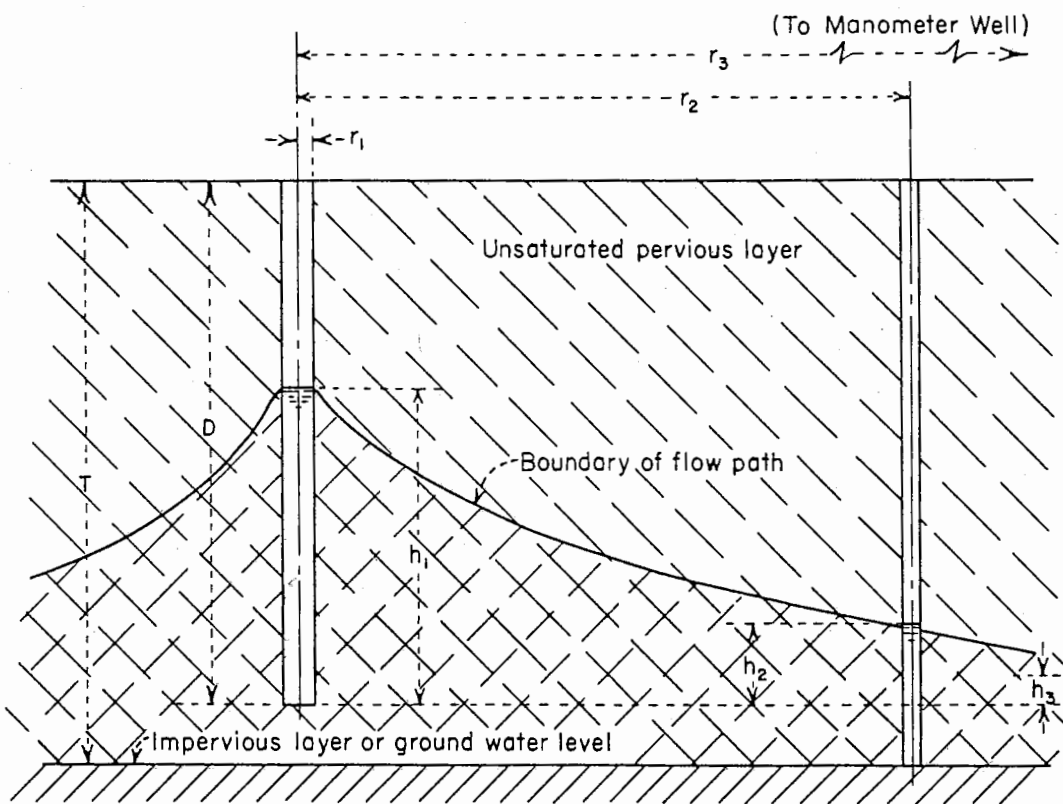 (To Manometer Well)
r₃
r₂
r₁
Unsaturated pervious layer
D
T
Boundary of flow path
h₁
h₂
h₃
Impervious layer or ground water level